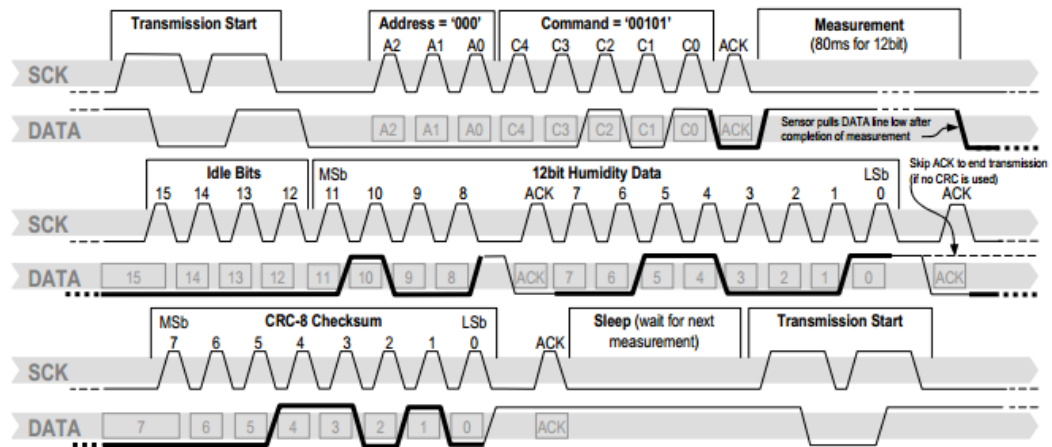 Transmission Start Address = ‘000’ Command = ‘00101’ Measurement
(80ms for 12bit)
A2 A1 A0 C4 C3 C2 C1 C0 ACK
SCK
DATA A2 A1 A0 C4 C3 C2 C1 C0 ACK
Sensor pulls DATA line low after
completion of measurement
Skip ACK to end transmission
(if no CRC is used)
Idle Bits MSb 12bit Humidity Data LSb
15 14 13 12 11 10 9 8 ACK 7 6 5 4 3 2 1 0 ACK
SCK
DATA 15 14 13 12 11 10 9 8 ACK 7 6 5 4 3 2 1 0 ACK
MSb CRC-8 Checksum LSb Sleep (wait for next
measurement)
Transmission Start
7 6 5 4 3 2 1 0 ACK
SCK
DATA 7 6 5 4 3 2 1 0 ACK